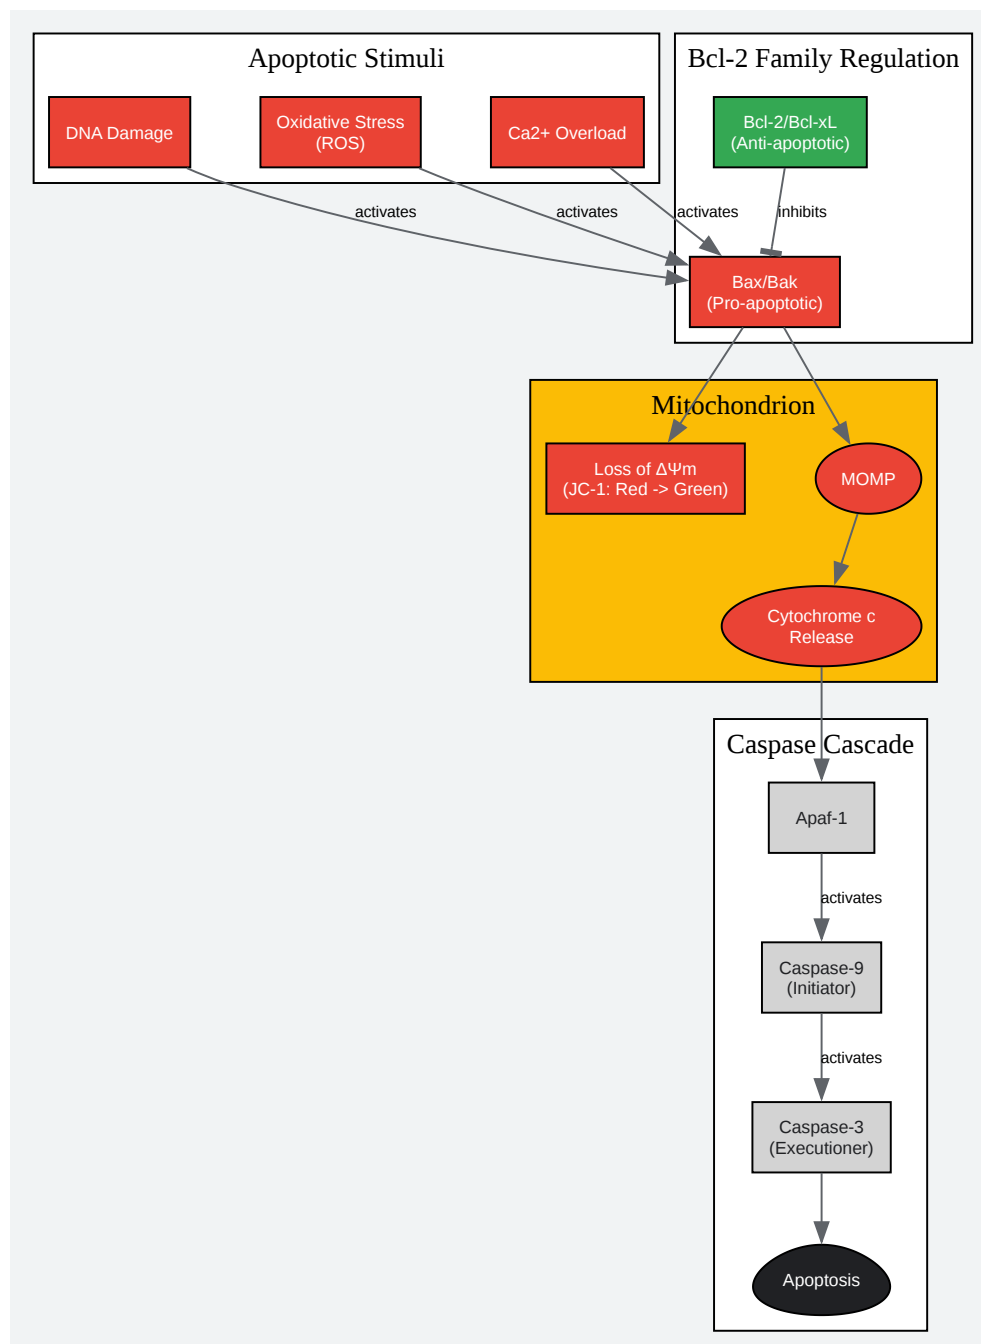 Apoptotic Stimuli
Bcl-2 Family Regulation
DNA Damage
Oxidative Stress
(ROS)
Ca2+ Overload
Bcl-2/Bcl-xL
(Anti-apoptotic)
activates
activates
activates
inhibits
Bax/Bak
(Pro-apoptotic)
Mitochondrion
Loss of ΔΨm
(JC-1: Red -> Green)
MOMP
Cytochrome c
Release
Caspase Cascade
Apaf-1
activates
Caspase-9
(Initiator)
activates
Caspase-3
(Executioner)
Apoptosis